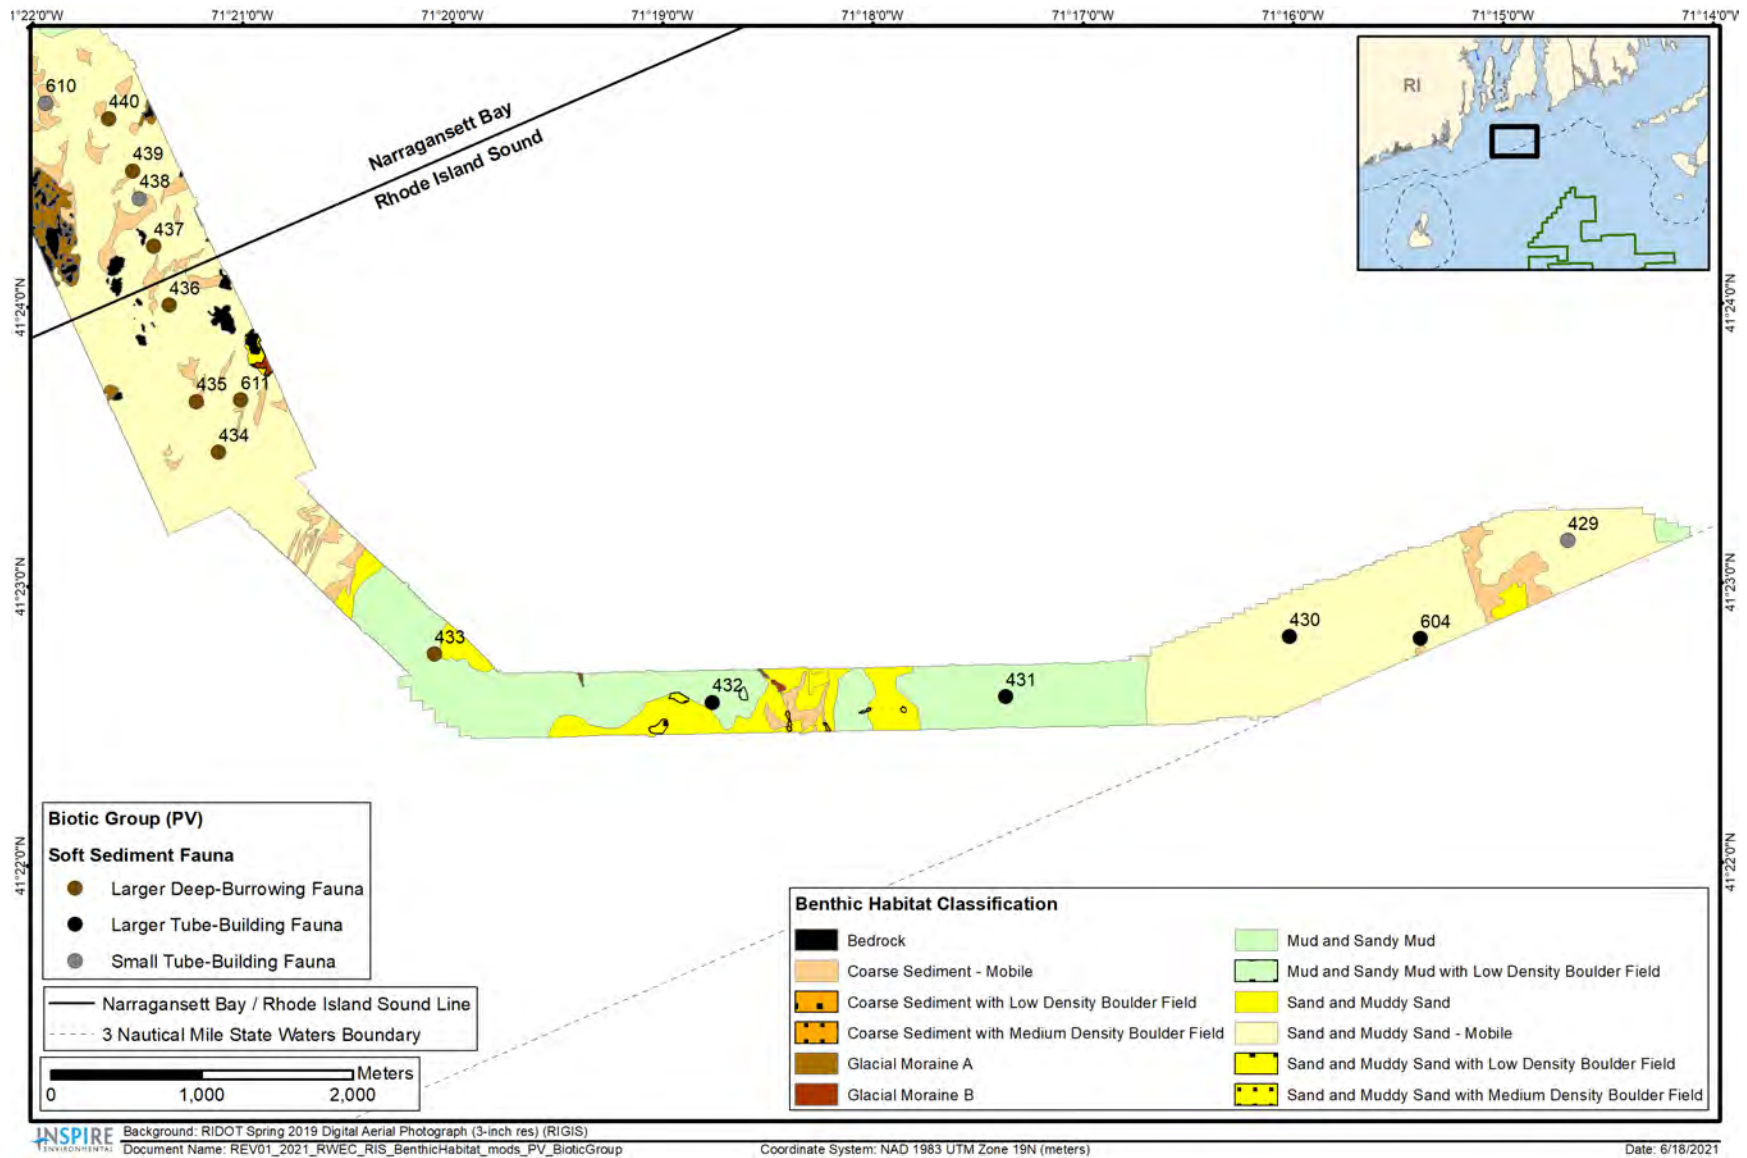 1°22'0"W 71°21'0"W 71°20'0"W 71°19'0"W 71°18'0"W 71°17'0"W 71°16'0"W 71°15'0"W 71°14'0"W
RI
610
440
439
438
437
436
435
611
434
433
432
431
430
604
429
Narragansett Bay
Rhode Island Sound
41°24'0"N
41°23'0"N
41°22'0"N
41°24'0"N
41°23'0"N
41°22'0"N
Biotic Group (PV)
Soft Sediment Fauna
Larger Deep-Burrowing Fauna
Larger Tube-Building Fauna
Small Tube-Building Fauna
Narragansett Bay / Rhode Island Sound Line
3 Nautical Mile State Waters Boundary
Meters
0 1,000 2,000
Benthic Habitat Classification
Bedrock
Coarse Sediment - Mobile
Coarse Sediment with Low Density Boulder Field
Coarse Sediment with Medium Density Boulder Field
Glacial Moraine A
Glacial Moraine B
Mud and Sandy Mud
Mud and Sandy Mud with Low Density Boulder Field
Sand and Muddy Sand
Sand and Muddy Sand - Mobile
Sand and Muddy Sand with Low Density Boulder Field
Sand and Muddy Sand with Medium Density Boulder Field
INSPIRE
ENVIRONMENTAL
Background: RIDOT Spring 2019 Digital Aerial Photograph (3-inch res) (RIGIS)
Document Name: REV01_2021_RWEC_RIS_BenthicHabitat_mods_PV_BioticGroup Coordinate System: NAD 1983 UTM Zone 19N (meters) Date: 6/18/2021